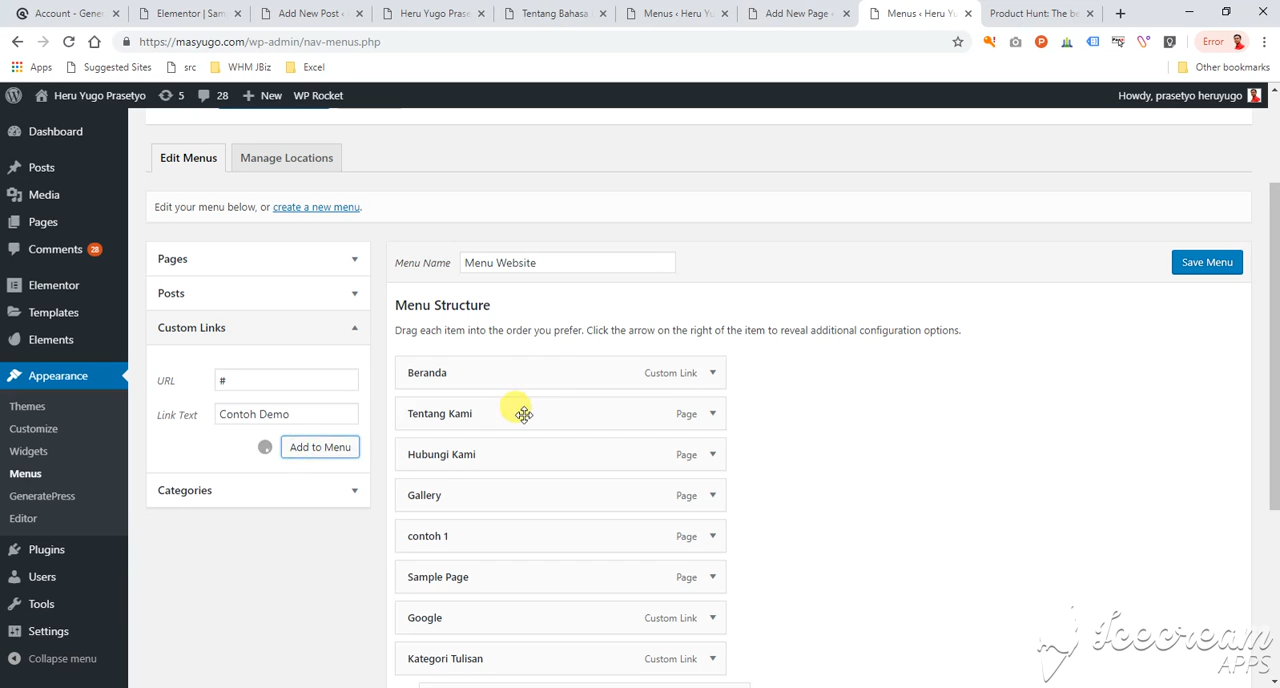 Account - Gene
Elementor | Sam
Add New Post ‹
Heru Yugo Prase
Tentang Bahasa
Menus ‹ Heru Yu
Add New Page ‹
Menus ‹ Heru Yu
Product Hunt: The be
https://masyugo.com/wp-admin/nav-menus.php
Error
Apps
Suggested Sites
src
WHM JBiz
Excel
Other bookmarks
Heru Yugo Prasetyo
5
28
New
WP Rocket
Howdy, prasetyo heruyugo
Dashboard
Posts
Media
Pages
Comments 28
Elementor
Templates
Elements
Appearance
Themes
Customize
Widgets
Menus
GeneratePress
Editor
Plugins
Users
Tools
Settings
Collapse menu
Edit Menus
Manage Locations
Edit your menu below, or create a new menu.
Pages
Posts
Custom Links
URL #
Link Text Contoh Demo
Add to Menu
Categories
Menu Name Menu Website
Save Menu
Menu Structure
Drag each item into the order you prefer. Click the arrow on the right of the item to reveal additional configuration options.
Beranda Custom Link
Tentang Kami Page
Hubungi Kami Page
Gallery Page
contoh 1 Page
Sample Page Page
Google Custom Link
Kategori Tulisan Custom Link
Icecream
APPS